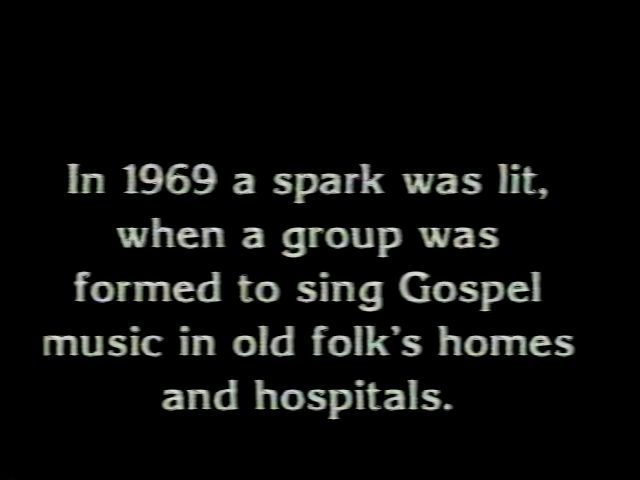 In 1969 a spark was lit,
when a group was
formed to sing Gospel
music in old folk's homes
and hospitals.